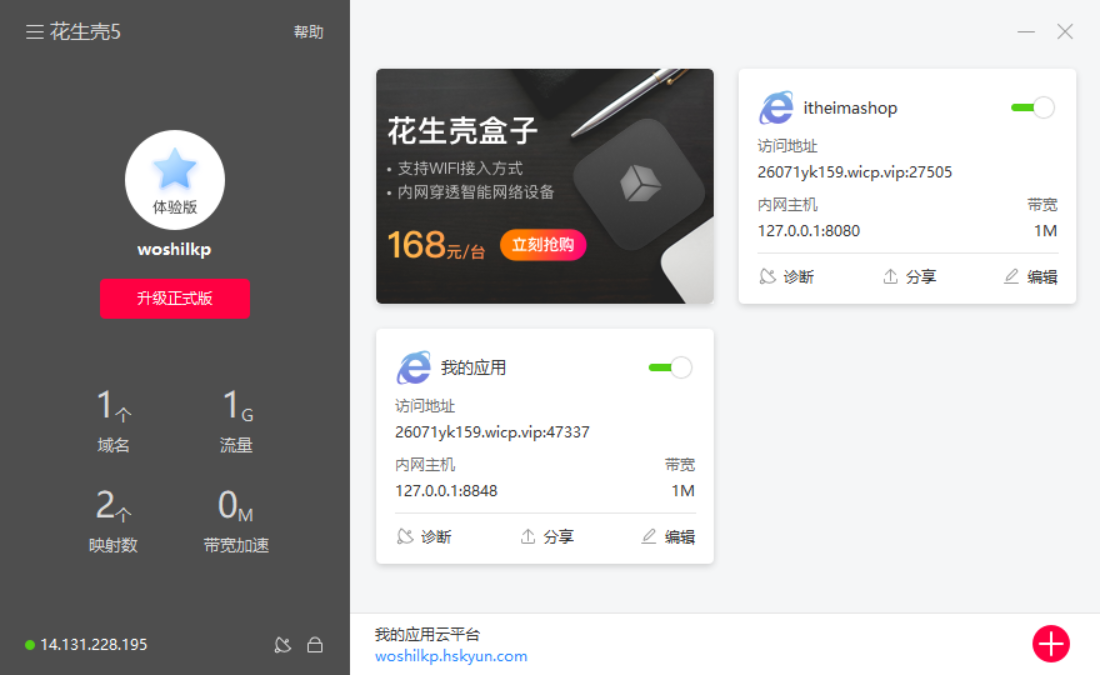 花生壳5
帮助
体验版
woshilkp
升级正式版
1个
域名
1G
流量
2个
映射数
0M
带宽加速
14.131.228.195
花生壳盒子
• 支持WIFI接入方式
• 内网穿透智能网络设备
168元/台
立刻抢购
itheimashop
访问地址
26071yk159.wicp.vip:27505
内网主机 带宽
127.0.0.1:8080 1M
诊断 分享 编辑
我的应用
访问地址
26071yk159.wicp.vip:47337
内网主机 带宽
127.0.0.1:8848 1M
诊断 分享 编辑
我的应用云平台
woshilkp.hskyun.com